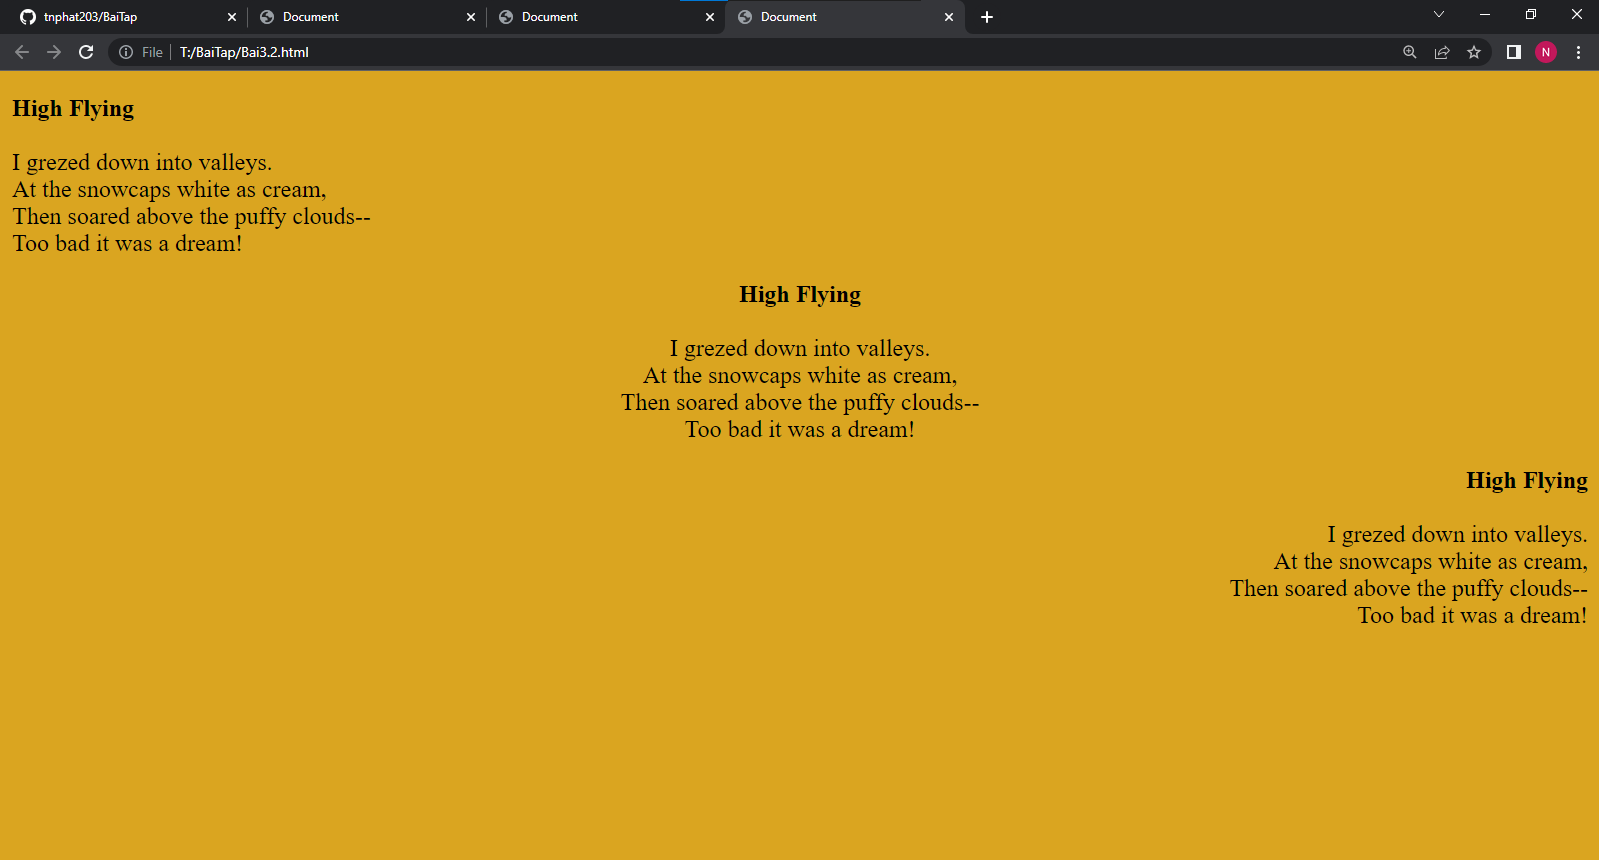 tnphat203/BaiTap
Document
Document
Document
File
T:/BaiTap/Bai3.2.html
N
High Flying
I grezed down into valleys.
At the snowcaps white as cream,
Then soared above the puffy clouds--
Too bad it was a dream!
High Flying
I grezed down into valleys.
At the snowcaps white as cream,
Then soared above the puffy clouds--
Too bad it was a dream!
High Flying
I grezed down into valleys.
At the snowcaps white as cream,
Then soared above the puffy clouds--
Too bad it was a dream!